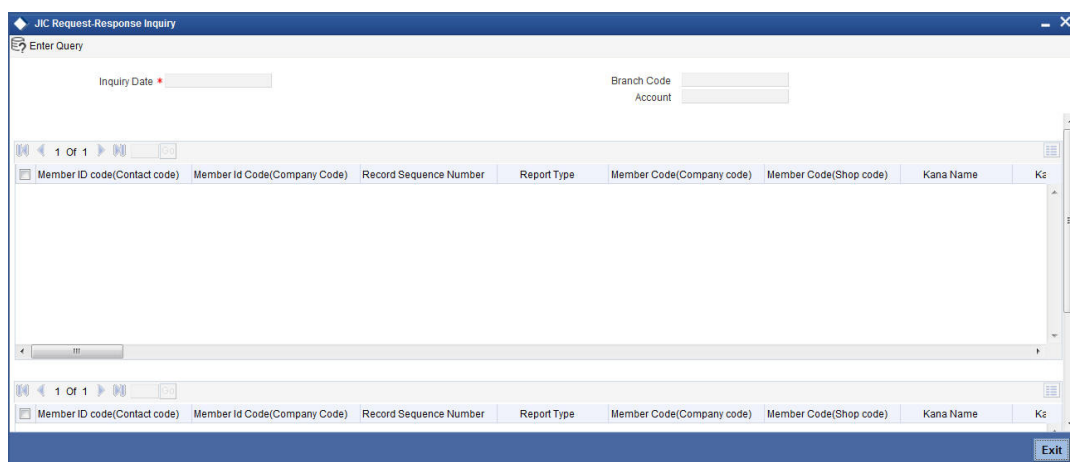 JIC Request-Response Inquiry
Enter Query
Inquiry Date *
Branch Code
Account
1 Of 1 Go
Member ID code(Contact code) Member Id Code(Company Code) Record Sequence Number Report Type Member Code(Company code) Member Code(Shop code) Kana Name Ka
1 Of 1 Go
Member ID code(Contact code) Member Id Code(Company Code) Record Sequence Number Report Type Member Code(Company code) Member Code(Shop code) Kana Name Ka
Exit